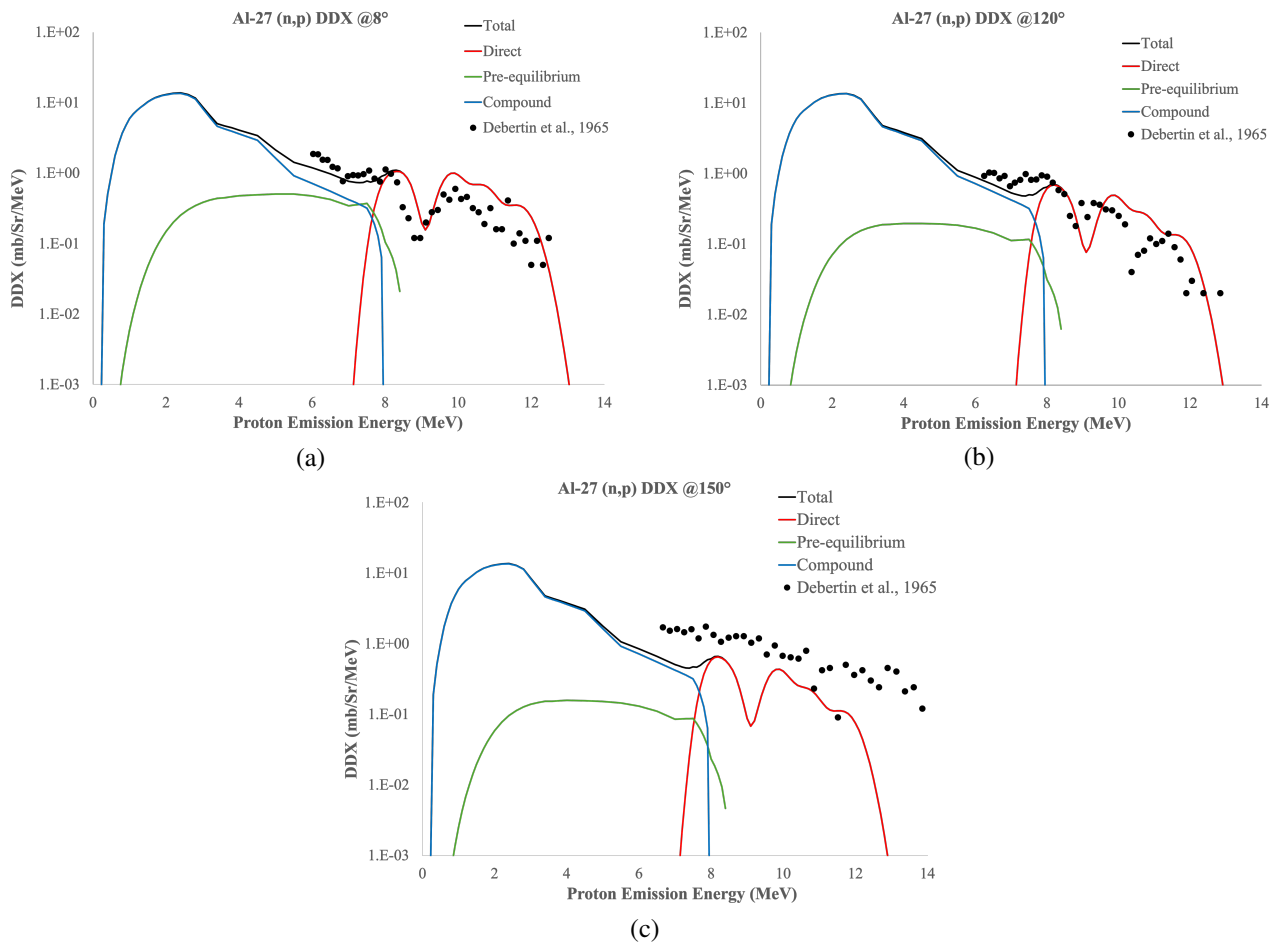 Al-27 (n,p) DDX @8°
1.E+02
1.E+01
1.E+00
1.E-01
1.E-02
1.E-03
DDX (mb/Sr/MeV)
Total
Direct
Pre-equilibrium
Compound
Debertin et al., 1965
0 2 4 6 8 10 12 14
Proton Emission Energy (MeV)
(a)
Al-27 (n,p) DDX @120°
1.E+02
1.E+01
1.E+00
1.E-01
1.E-02
1.E-03
DDX (mb/Sr/MeV)
Total
Direct
Pre-equilibrium
Compound
Debertin et al., 1965
0 2 4 6 8 10 12 14
Proton Emission Energy (MeV)
(b)
Al-27 (n,p) DDX @150°
1.E+02
1.E+01
1.E+00
1.E-01
1.E-02
1.E-03
DDX (mb/Sr/MeV)
Total
Direct
Pre-equilibrium
Compound
Debertin et al., 1965
0 2 4 6 8 10 12 14
Proton Emission Energy (MeV)
(c)